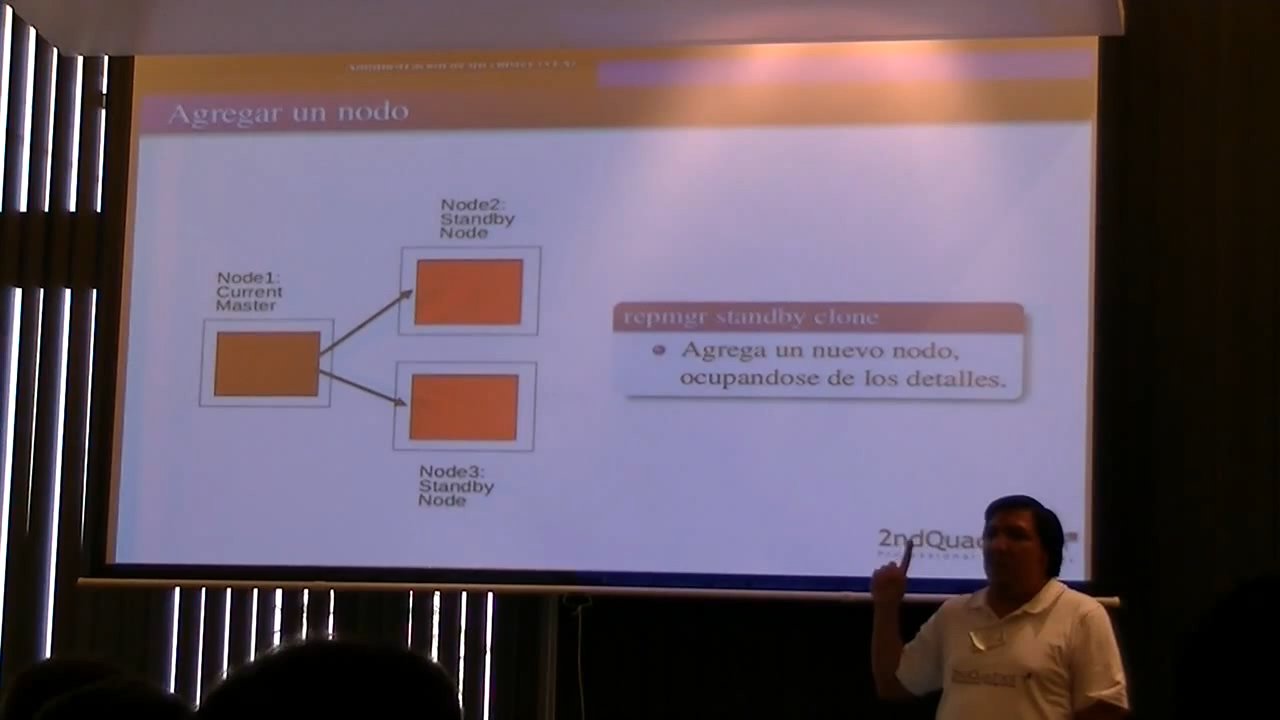 Agregar un nodo
Node2:
Standby
Node
Node1:
Current
Master
repmgr standby clone
Agrega un nuevo nodo,
ocupandose de los detalles.
Node3:
Standby
Node